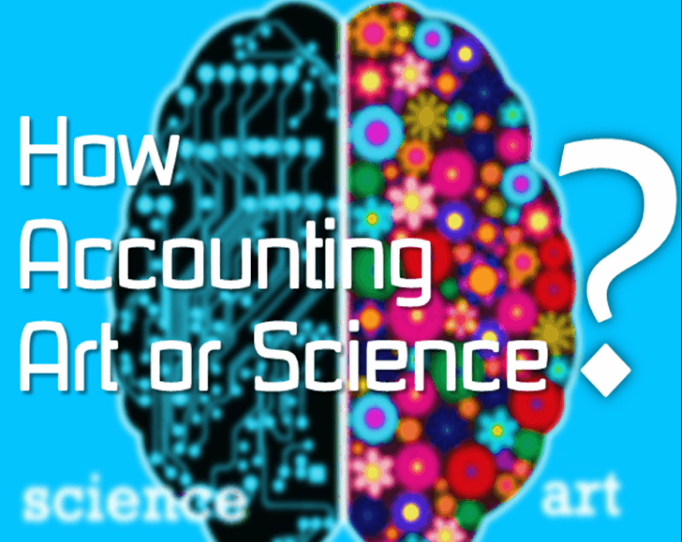 How
Accounting
Art or Science
?
science
art